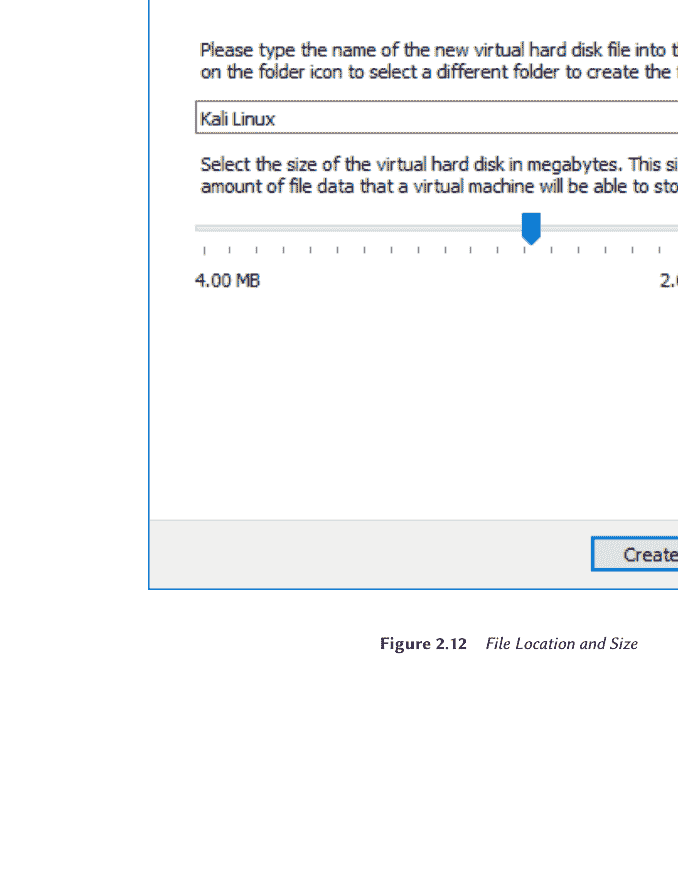 Please type the name of the new virtual hard disk file into
on the folder icon to select a different folder to create the
Kali Linux
Select the size of the virtual hard disk in megabytes. This
amount of file data that a virtual machine will be able to
4.00 MB
2.
Create
Figure 2.12 File Location and Size